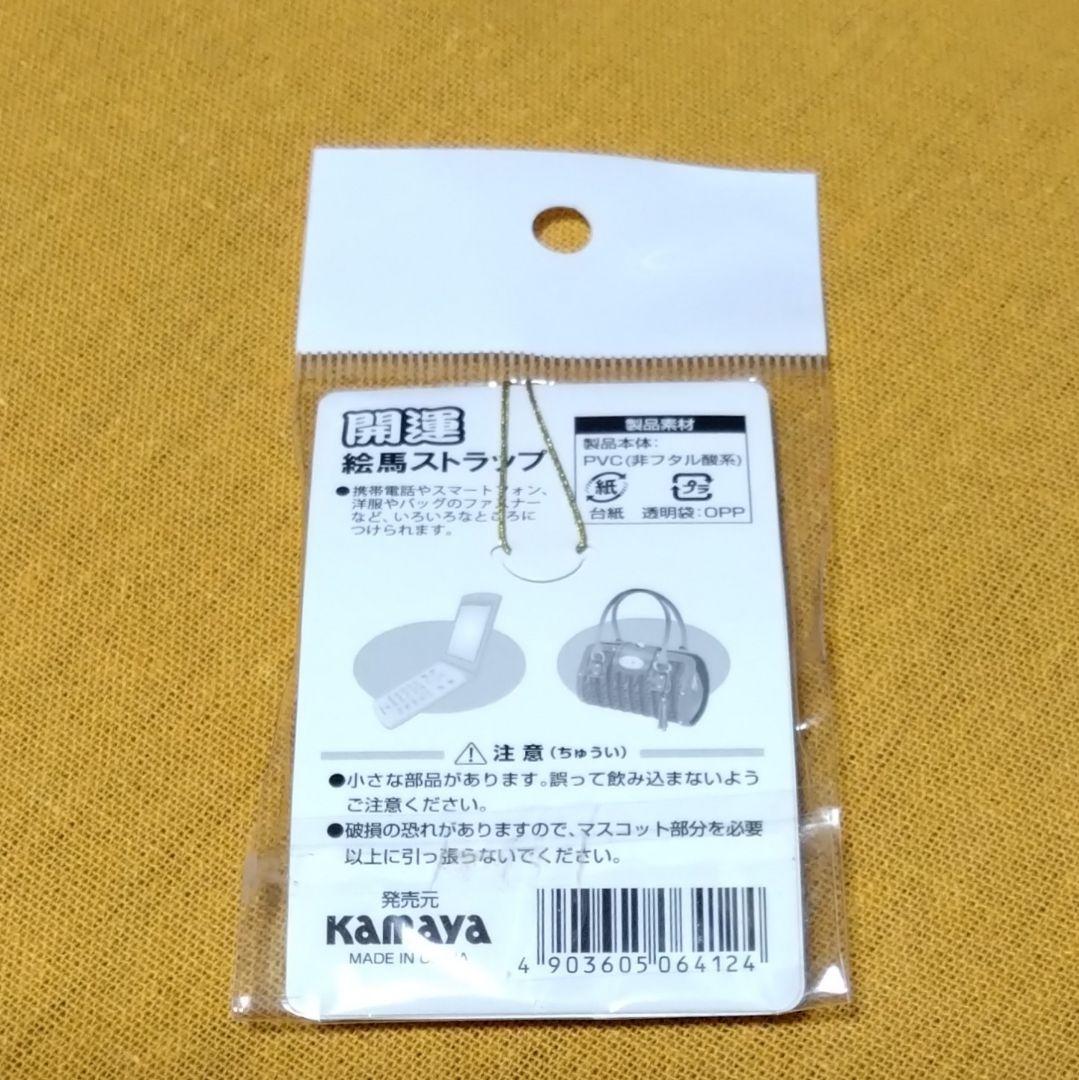 開運
絵馬ストラップ
●携帯電話やスマートフォン、
洋服やバッグのファスナー
など、いろいろなところに
つけられます。
製品素材
製品本体:
PVC(非フタル酸系)
紙 プラ
台紙 透明袋:OPP
注意(ちゅうい)
●小さな部品があります。誤って飲み込まないよう
ご注意ください。
●破損の恐れがありますので、マスコット部分を必要
以上に引っ張らないでください。
発売元
Kamaya
MADE IN CHINA
4 903605 064124